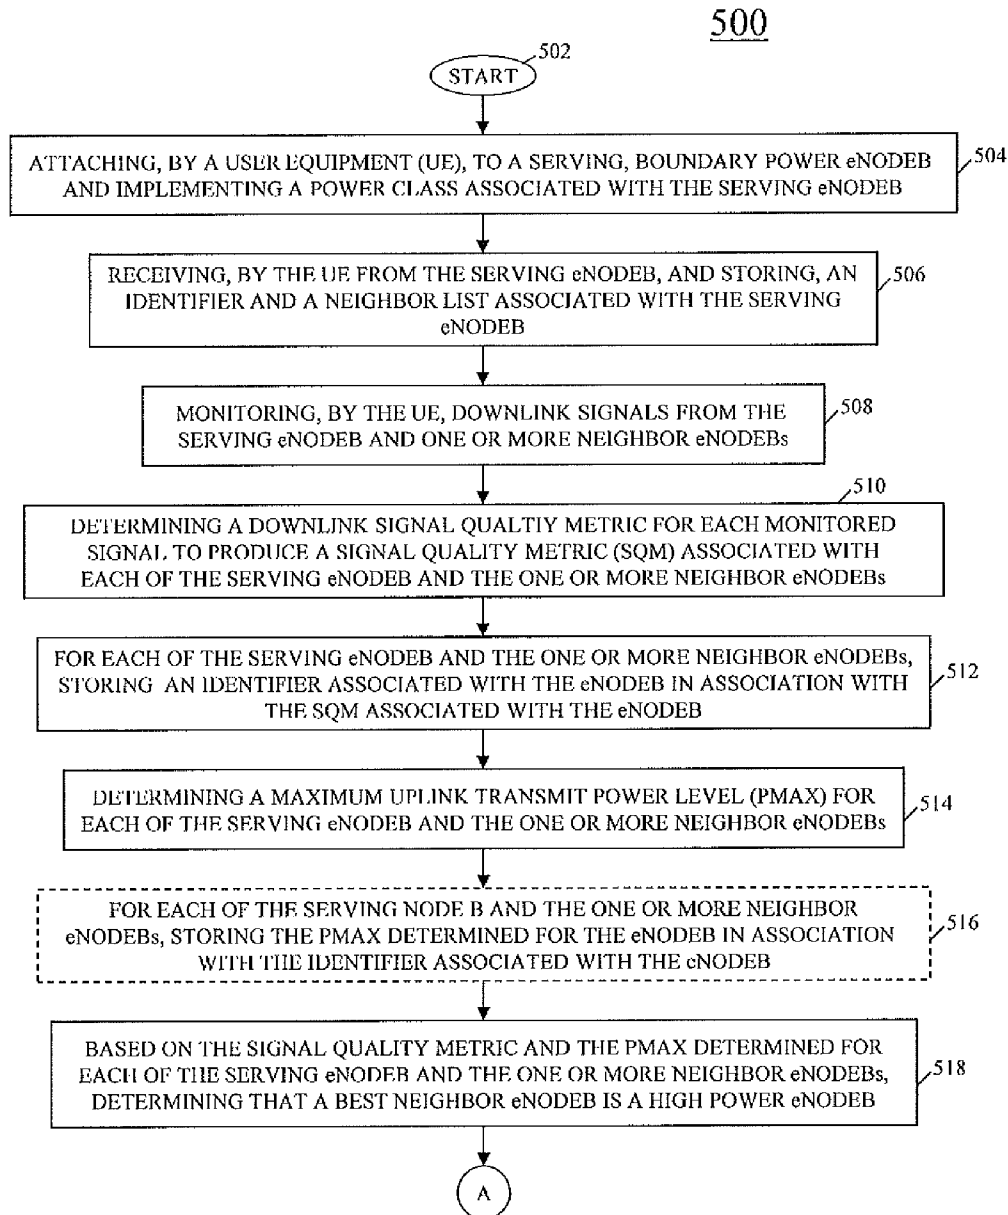 500
502
START
ATTACHING, BY A USER EQUIPMENT (UE), TO A SERVING, BOUNDARY POWER eNODEB
AND IMPLEMENTING A POWER CLASS ASSOCIATED WITH THE SERVING eNODEB
504
RECEIVING, BY THE UE FROM THE SERVING eNODEB, AND STORING, AN
IDENTIFIER AND A NEIGHBOR LIST ASSOCIATED WITH THE SERVING
eNODEB
506
MONITORING, BY THE UE, DOWNLINK SIGNALS FROM THE
SERVING eNODEB AND ONE OR MORE NEIGHBOR eNODEBs
508
510
DETERMINING A DOWNLINK SIGNAL QUALTIY METRIC FOR EACH MONITORED
SIGNAL TO PRODUCE A SIGNAL QUALITY METRIC (SQM) ASSOCIATED WITH
EACH OF THE SERVING eNODEB AND THE ONE OR MORE NEIGHBOR eNODEBs
FOR EACH OF THE SERVING eNODEB AND THE ONE OR MORE NEIGHBOR eNODEBs,
STORING AN IDENTIFIER ASSOCIATED WITH THE eNODEB IN ASSOCIATION WITH
THE SQM ASSOCIATED WITH THE eNODEB
512
DETERMINING A MAXIMUM UPLINK TRANSMIT POWER LEVEL (PMAX) FOR
EACH OF THE SERVING eNODEB AND THE ONE OR MORE NEIGHBOR eNODEBs
514
FOR EACH OF THE SERVING NODE B AND THE ONE OR MORE NEIGHBOR
eNODEBs, STORING THE PMAX DETERMINED FOR THE eNODEB IN ASSOCIATION
WITH THE IDENTIFIER ASSOCIATED WITH THE eNODEB
516
BASED ON THE SIGNAL QUALITY METRIC AND THE PMAX DETERMINED FOR
EACH OF THE SERVING eNODEB AND THE ONE OR MORE NEIGHBOR eNODEBs,
DETERMINING THAT A BEST NEIGHBOR eNODEB IS A HIGH POWER eNODEB
518
A